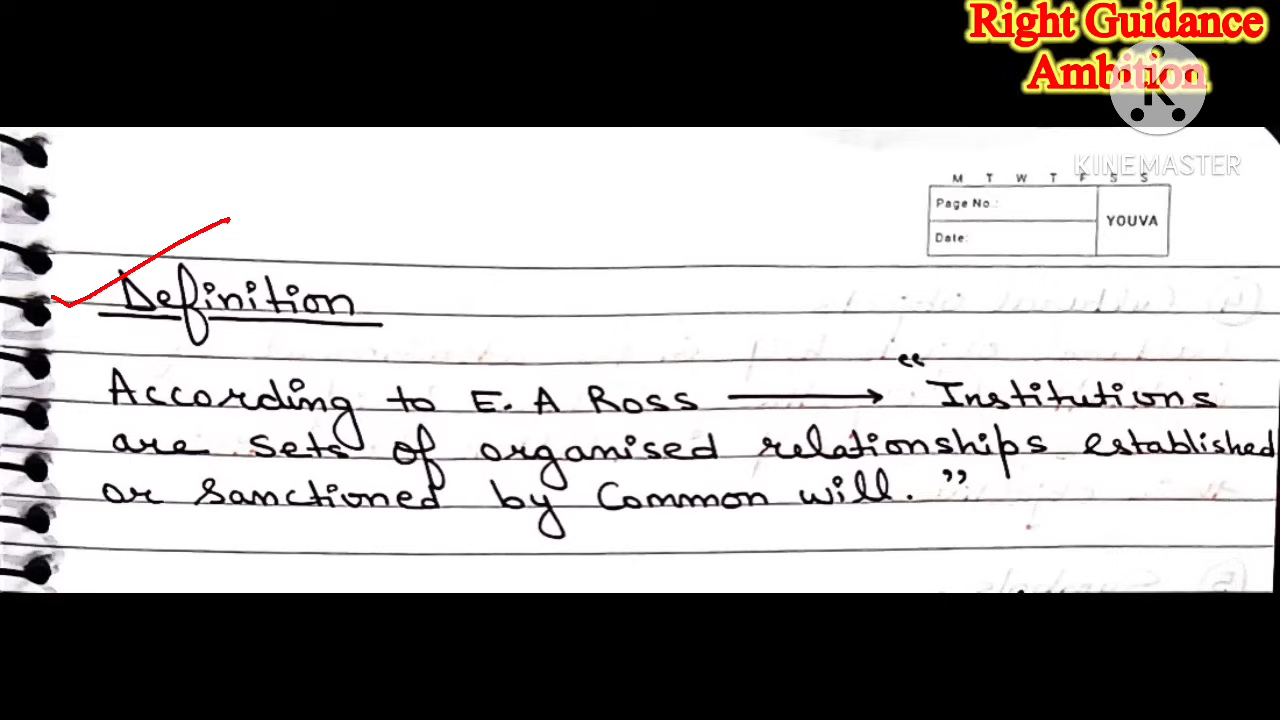 Right Guidance
Ambition
K
KINEMASTER
M T W T F S S
Page No.:
YOUVA
Date:
Definition
According to E. A Ross → “Institutions
are sets of organised relationships established
or sanctioned by Common will.”